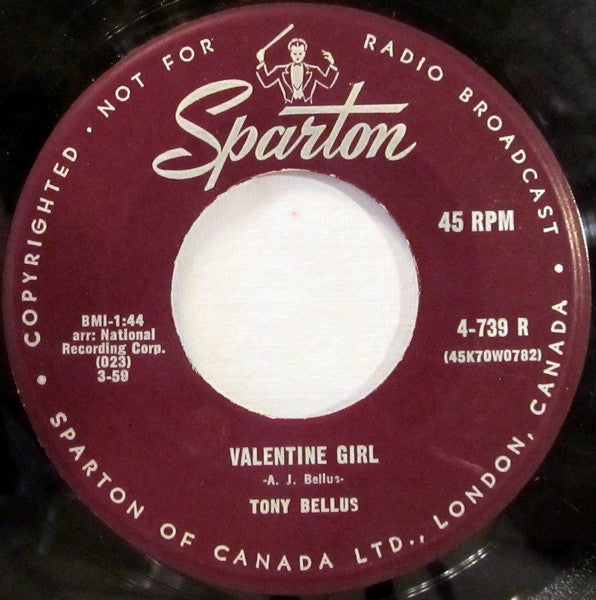 COPYRIGHTED • NOT FOR RADIO BROADCAST •
Sparton
45 RPM
BMI-1:44
arr: National
Recording Corp.
(023)
3-59
4-739 R
(45K70W0782)
VALENTINE GIRL
-A. J. Bellus-
TONY BELLUS
SPARTON OF CANADA LTD., LONDON, CANADA •